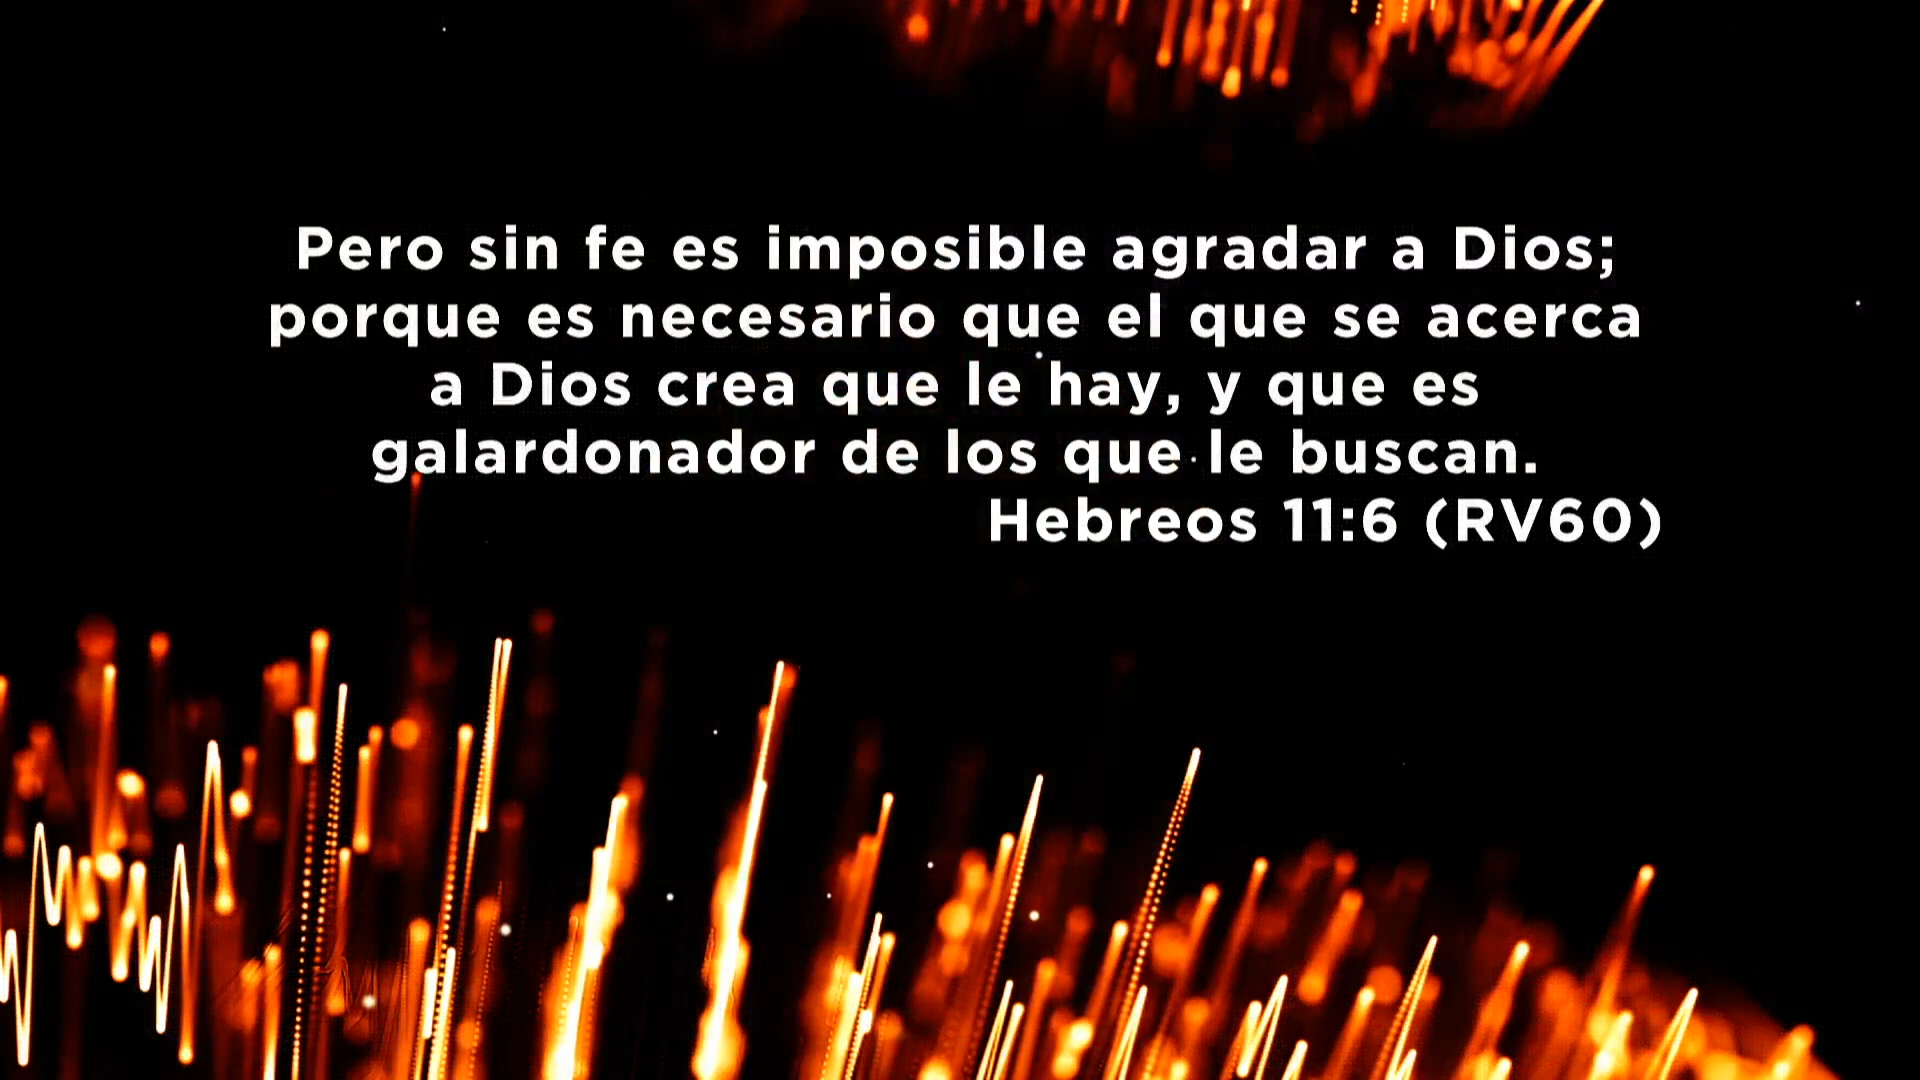 Pero sin fe es imposible agradar a Dios;
porque es necesario que el que se acerca
a Dios crea que le hay, y que es
galardonador de los que le buscan.
Hebreos 11:6 (RV60)